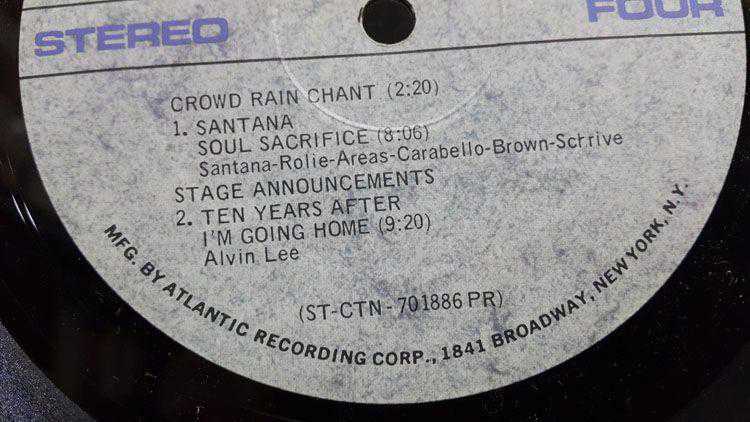 STEREO
FOUR
CROWD RAIN CHANT (2:20)
1. SANTANA
SOUL SACRIFICE (8:06)
Santana-Rolie-Areas-Carabello-Brown-Schrive
STAGE ANNOUNCEMENTS
2. TEN YEARS AFTER
I'M GOING HOME (9:20)
Alvin Lee
(ST-CTN-701886 PR)
MFG. BY ATLANTIC RECORDING CORP., 1841 BROADWAY, NEW YORK, N.Y.